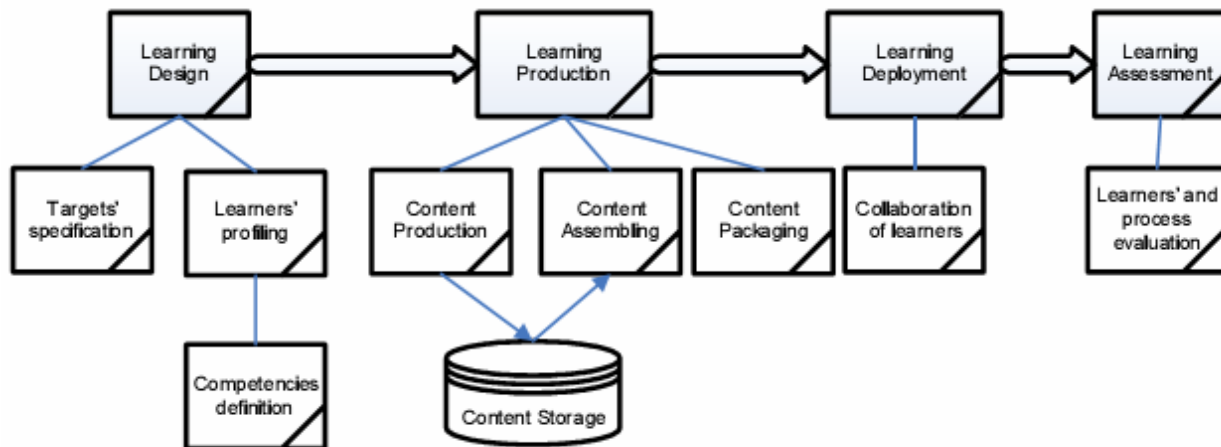 Learning
Design
Learning
Production
Learning
Deployment
Learning
Assessment
Targets'
specification
Learners'
profiling
Content
Production
Content
Assembling
Content
Packaging
Collaboration
of learners
Learners' and
process
evaluation
Competencies
definition
Content Storage